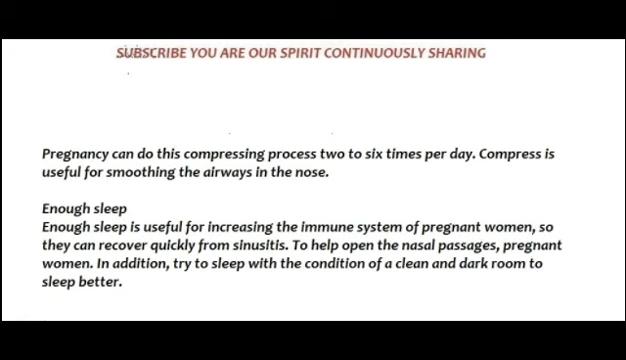 SUBSCRIBE YOU ARE OUR SPIRIT CONTINUOUSLY SHARING
Pregnancy can do this compressing process two to six times per day. Compress is
useful for smoothing the airways in the nose.
Enough sleep
Enough sleep is useful for increasing the immune system of pregnant women, so
they can recover quickly from sinusitis. To help open the nasal passages, pregnant
women. In addition, try to sleep with the condition of a clean and dark room to
sleep better.